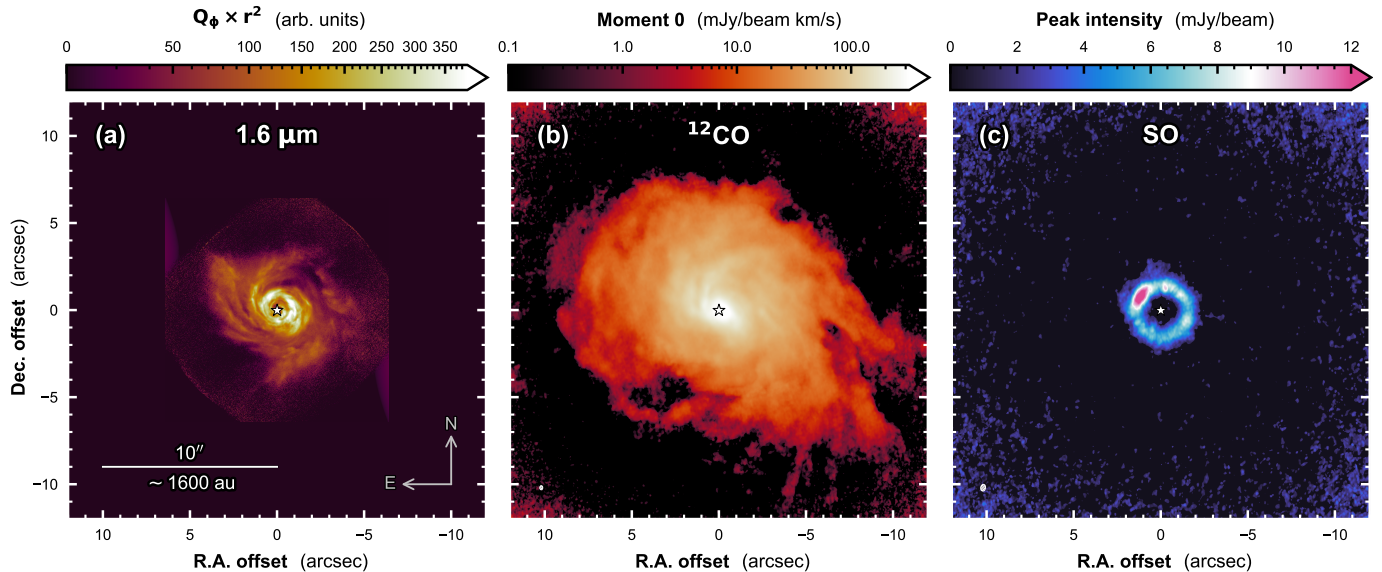 Qϕ × r² (arb. units)
0 50 100 150 200 250 300 350
Moment 0 (mJy/beam km/s)
0.1 1.0 10.0 100.0
Peak intensity (mJy/beam)
0 2 4 6 8 10 12
(a) 1.6 μm
(b) ¹²CO
(c) SO
10
5
0
−5
−10
Dec. offset (arcsec)
10″
~ 1600 au
N
E
10 5 0 −5 −10
R.A. offset (arcsec)
10 5 0 −5 −10
R.A. offset (arcsec)
10 5 0 −5 −10
R.A. offset (arcsec)